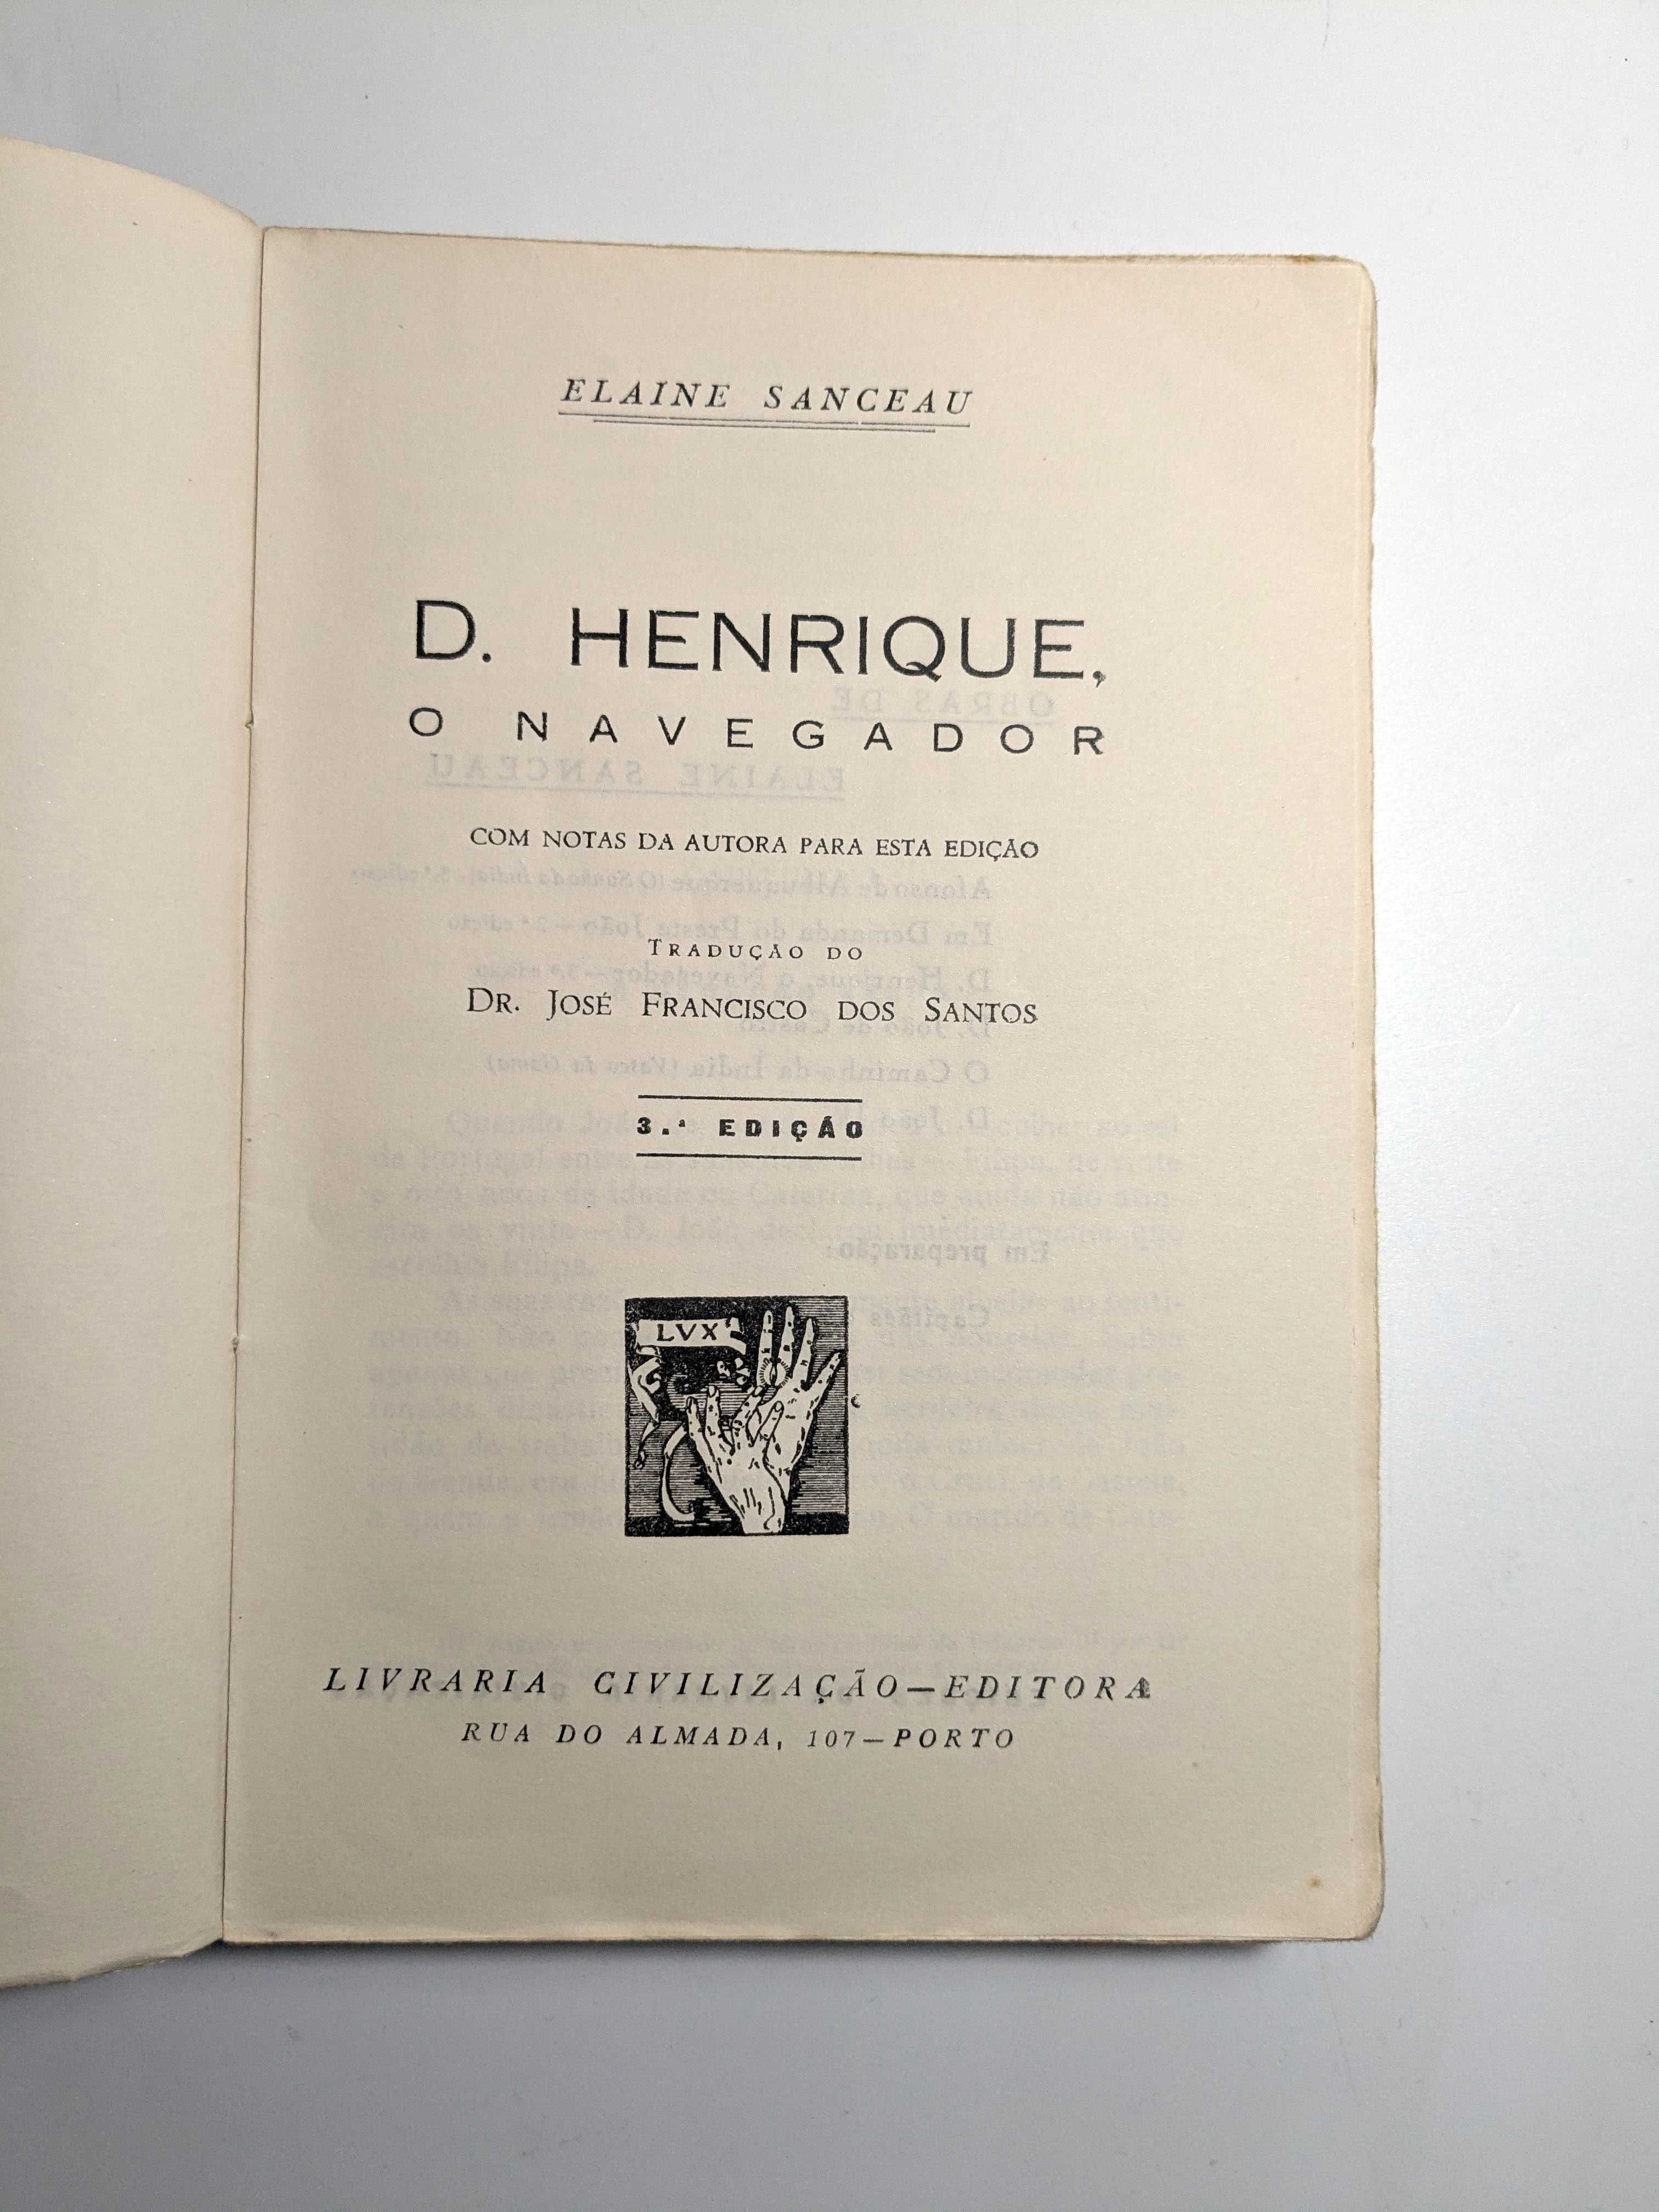 ELAINE SANCEAU
D. HENRIQUE,
O NAVEGADOR
COM NOTAS DA AUTORA PARA ESTA EDIÇÃO
TRADUÇÃO DO
DR. JOSÉ FRANCISCO DOS SANTOS
3.ª EDIÇÃO
LVX
LIVRARIA CIVILIZAÇÃO—EDITORA
RUA DO ALMADA, 107—PORTO